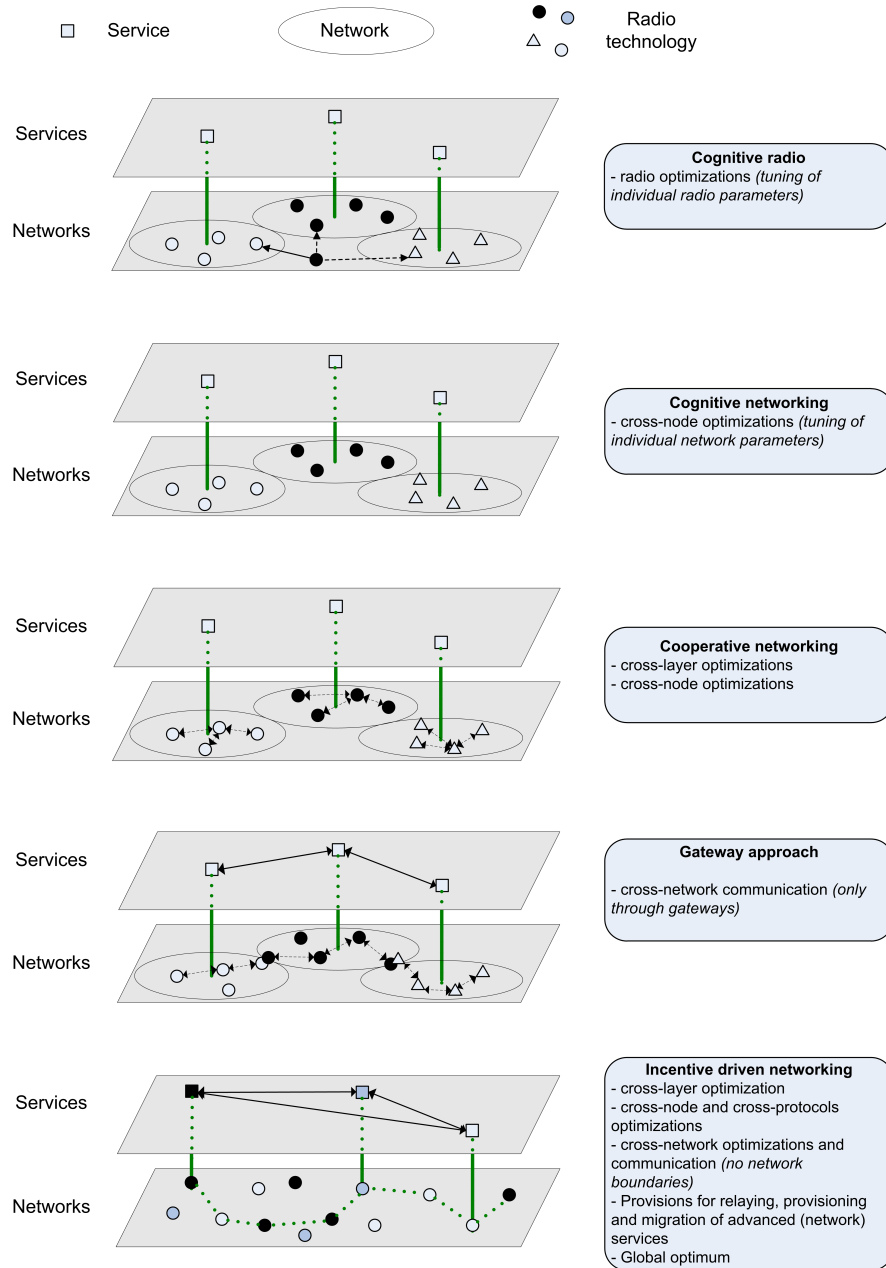 Service
Network
Radio
technology
Services
Networks
Cognitive radio
- radio optimizations (tuning of
individual radio parameters)
Services
Networks
Cognitive networking
- cross-node optimizations (tuning of
individual network parameters)
Services
Networks
Cooperative networking
- cross-layer optimizations
- cross-node optimizations
Services
Networks
Gateway approach
- cross-network communication (only
through gateways)
Services
Networks
Incentive driven networking
- cross-layer optimization
- cross-node and cross-protocols
optimizations
- cross-network optimizations and
communication (no network
boundaries)
- Provisions for relaying, provisioning
and migration of advanced (network)
services
- Global optimum